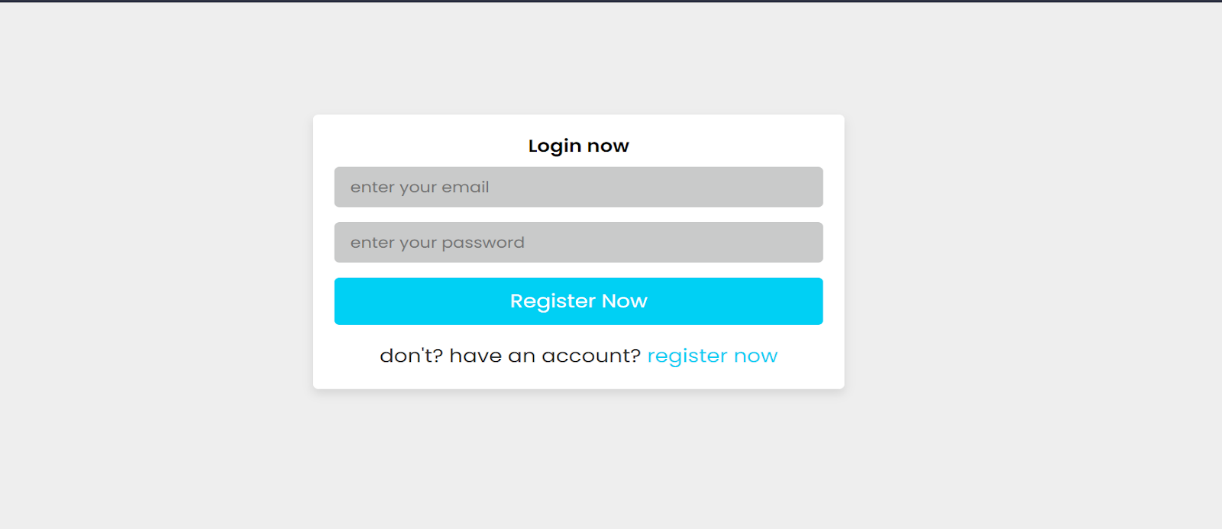 Login now
enter your email
enter your password
Register Now
don't? have an account? register now